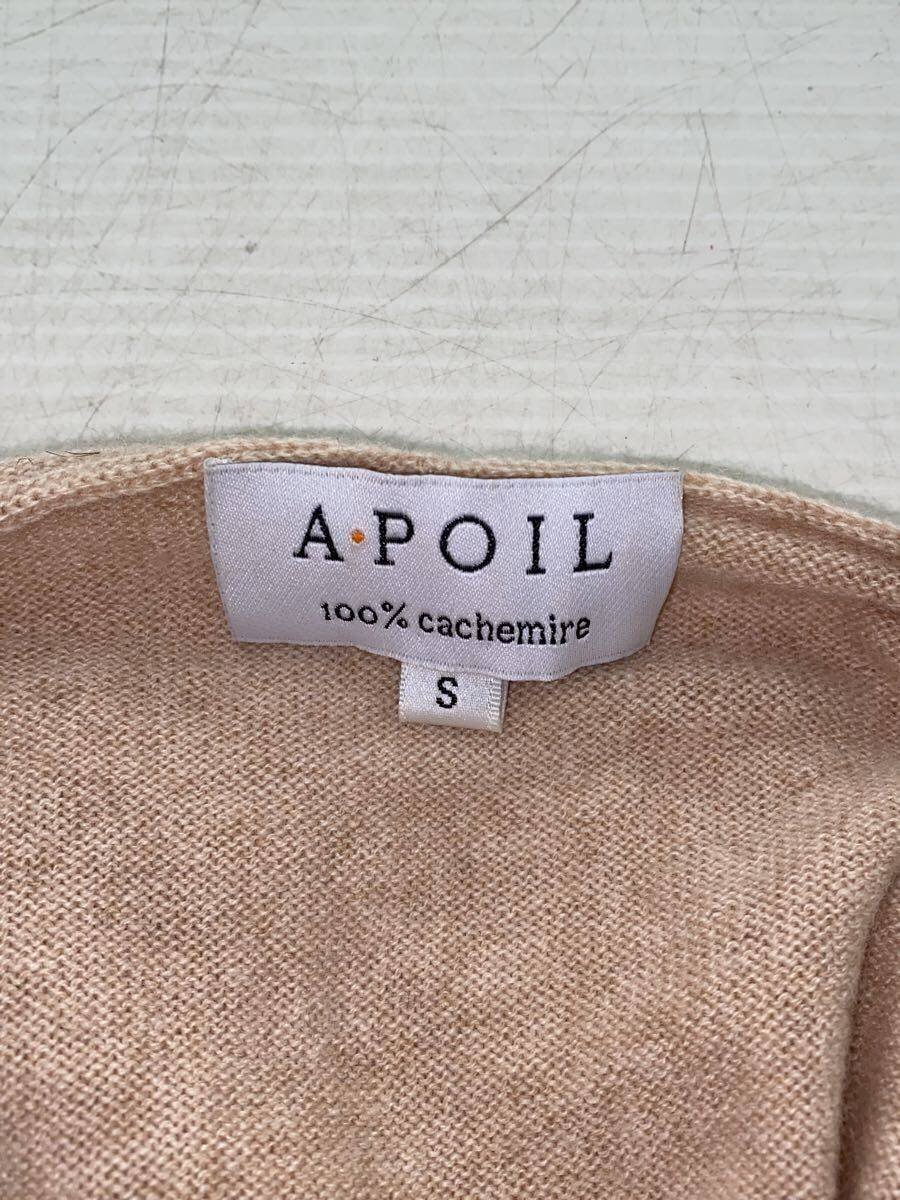 A·POIL
100% cachemire
S